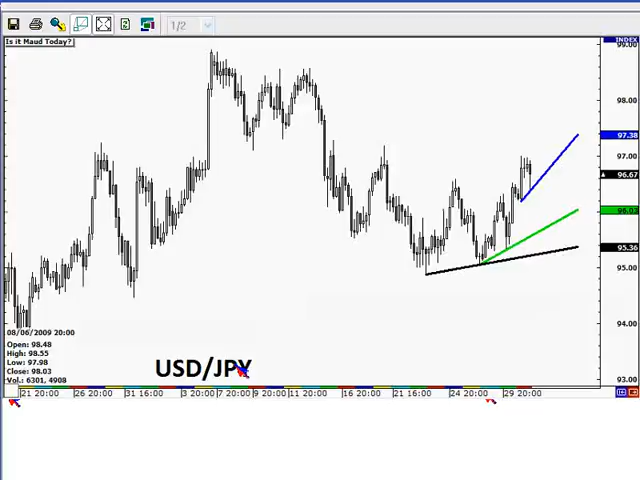 1/2
Is it Maud Today?
INDEX
99.00
98.00
97.38
97.00
96.67
96.03
96.00
95.36
95.00
94.00
93.00
08/06/2009 20:00
Open: 98.48
High: 98.55
Low: 97.98
Close: 98.03
Vol.: 6301, 4908
USD/JPY
21 20:00 26 20:00 31 16:00 3 20:00 7 20:00 9 20:00 11 20:00 16 20:00 21 16:00 24 20:00 29 20:00